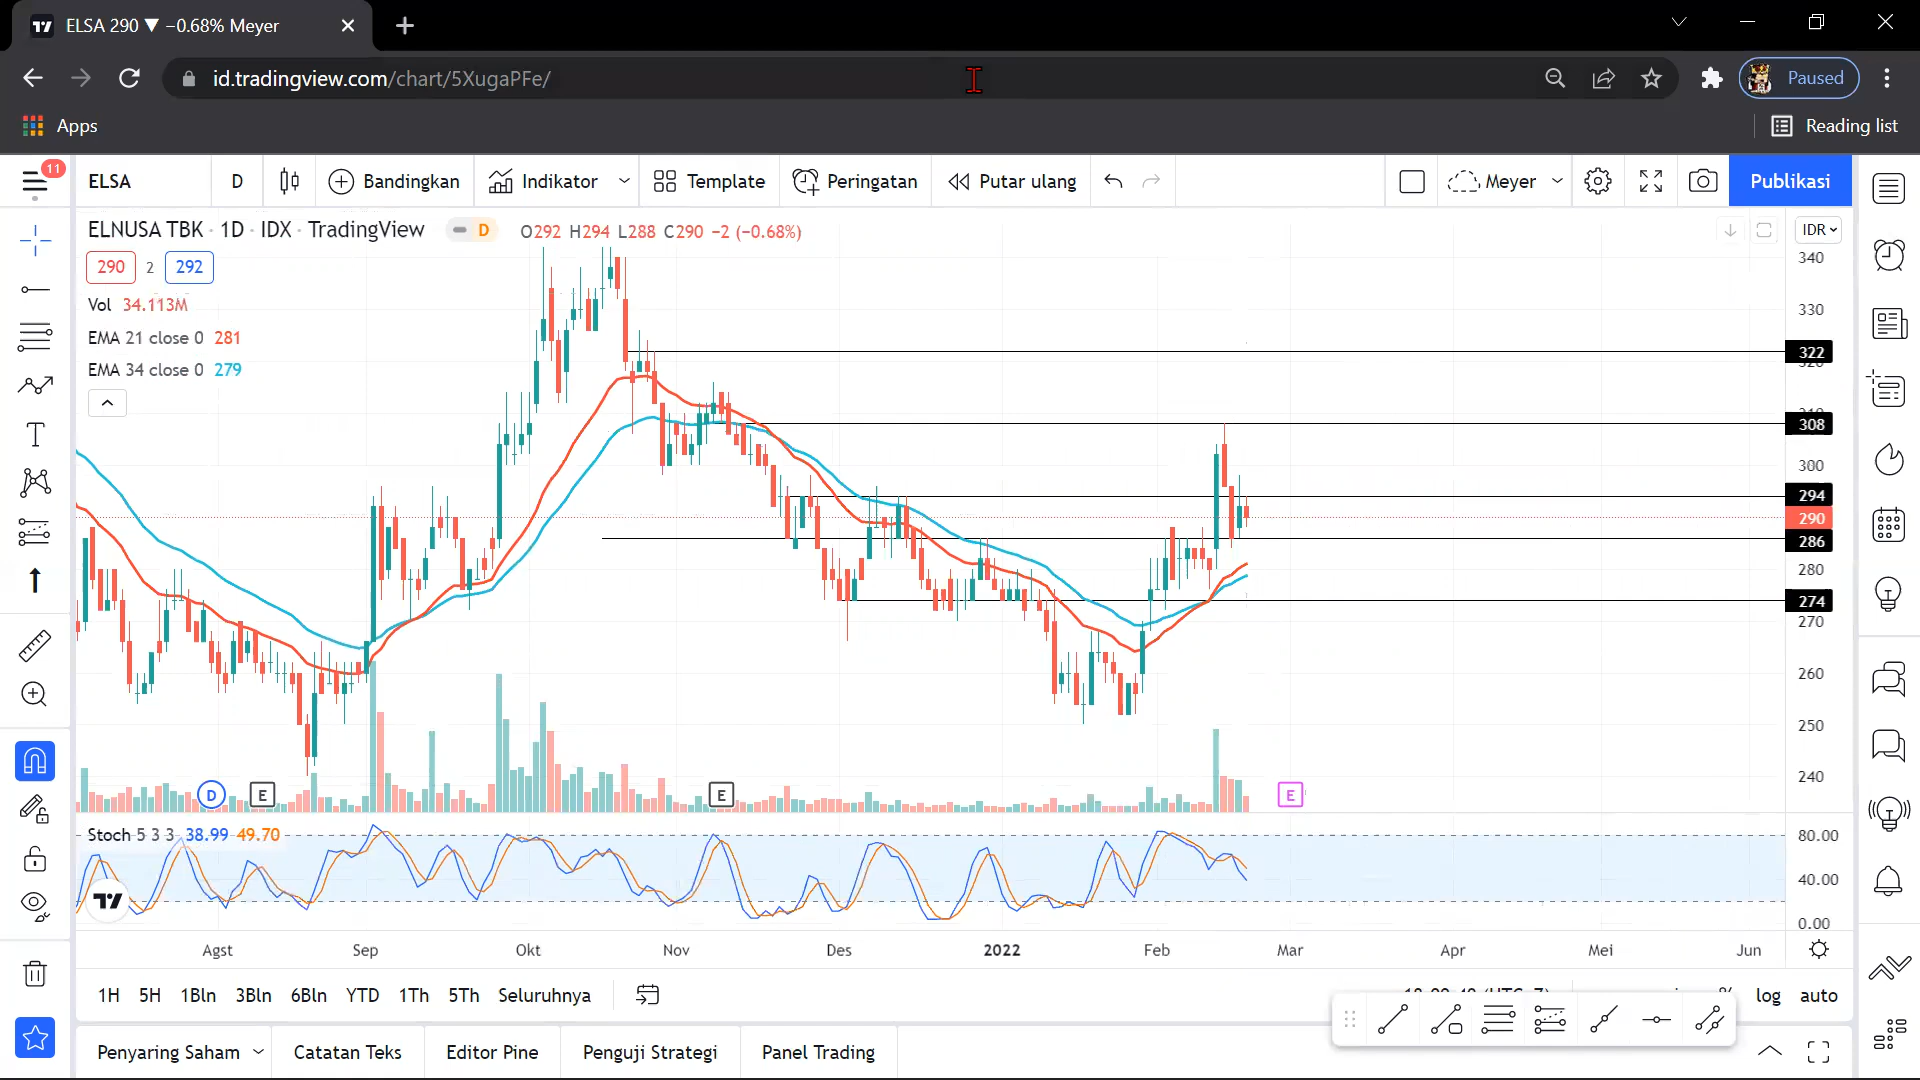 ELSA 290 ▼ −0.68% Meyer
id.tradingview.com/chart/5XugaPFe/
Paused
Apps
Reading list
11
ELSA
D
Bandingkan
Indikator
Template
Peringatan
Putar ulang
Meyer
Publikasi
ELNUSA TBK · 1D · IDX · TradingView
D
O292 H294 L288 C290 −2 (−0.68%)
IDR
290
2
292
Vol 34.113M
EMA 21 close 0 281
EMA 34 close 0 279
340
330
322
320
308
300
294
290
286
280
274
270
260
250
240
D
E
E
E
Stoch 5 3 3 38.99 49.70
80.00
40.00
0.00
Agst
Sep
Okt
Nov
Des
2022
Feb
Mar
Apr
Mei
Jun
1H
5H
1Bln
3Bln
6Bln
YTD
1Th
5Th
Seluruhnya
log
auto
Penyaring Saham
Catatan Teks
Editor Pine
Penguji Strategi
Panel Trading